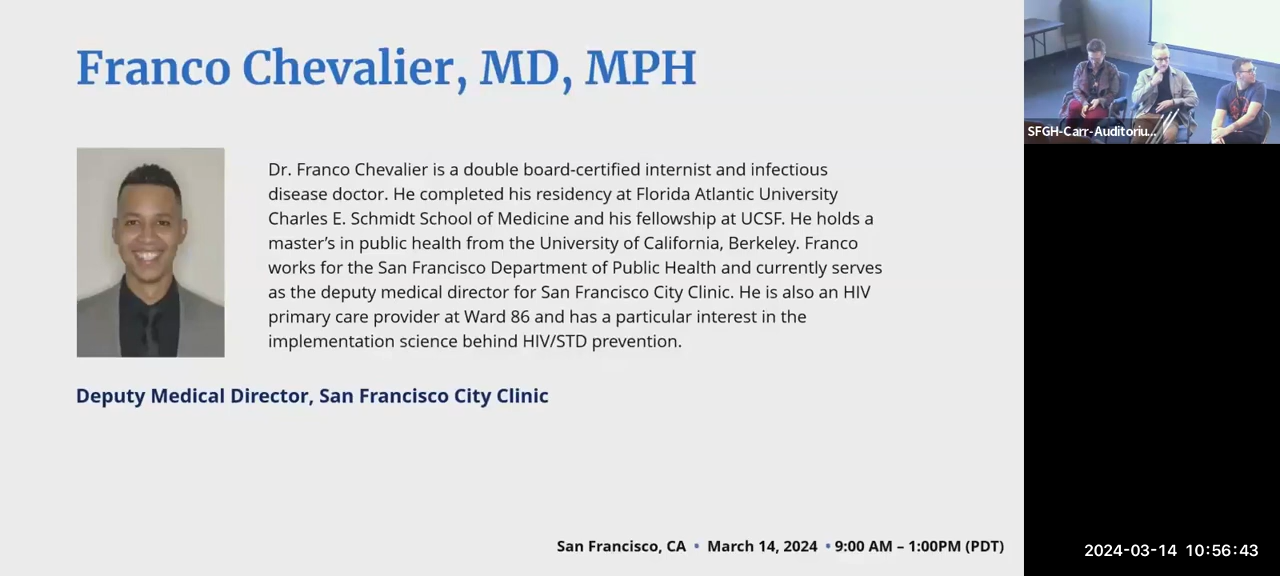 Franco Chevalier, MD, MPH
Dr. Franco Chevalier is a double board-certified internist and infectious
disease doctor. He completed his residency at Florida Atlantic University
Charles E. Schmidt School of Medicine and his fellowship at UCSF. He holds a
master’s in public health from the University of California, Berkeley. Franco
works for the San Francisco Department of Public Health and currently serves
as the deputy medical director for San Francisco City Clinic. He is also an HIV
primary care provider at Ward 86 and has a particular interest in the
implementation science behind HIV/STD prevention.
Deputy Medical Director, San Francisco City Clinic
San Francisco, CA • March 14, 2024 • 9:00 AM – 1:00PM (PDT)
SFGH-Carr-Auditoriu...
2024-03-14 10:56:43